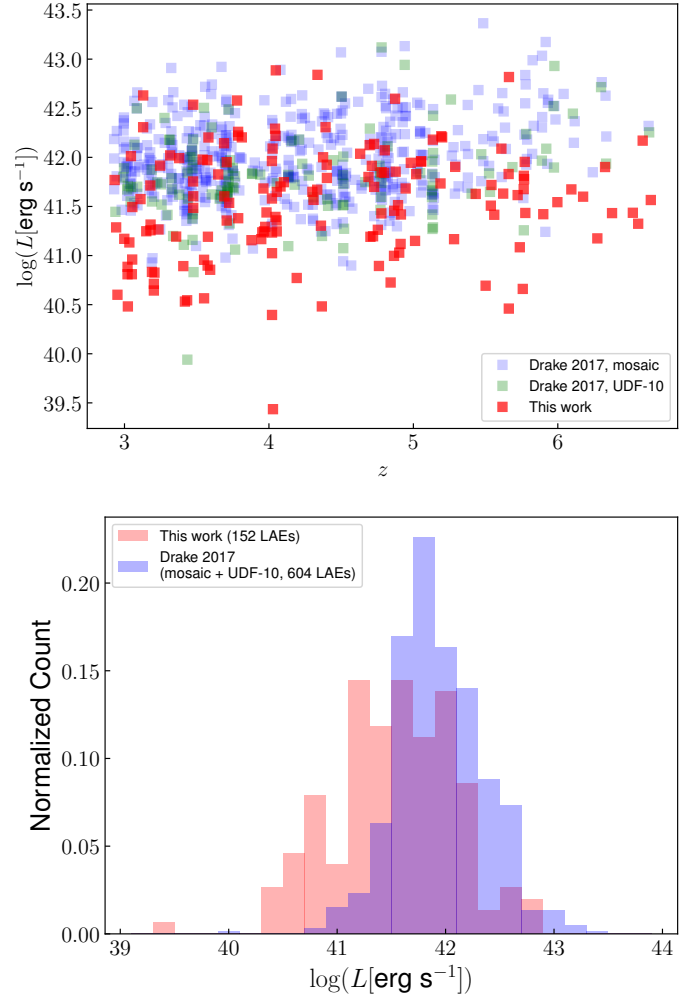 43.5
43.0
42.5
42.0
41.5
41.0
40.5
40.0
39.5
log(L[erg s⁻¹])
Drake 2017, mosaic
Drake 2017, UDF-10
This work
3 4 5 6
z
This work (152 LAEs)
Drake 2017
(mosaic + UDF-10, 604 LAEs)
0.20
0.15
0.10
0.05
0.00
Normalized Count
39 40 41 42 43 44
log(L[erg s⁻¹])